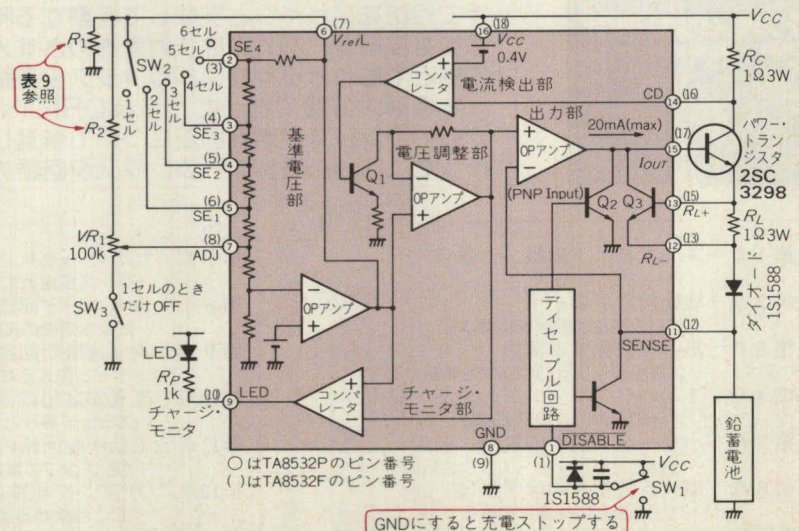 R1
表9
参照
R2
VR1
100k
1セルのとき
だけOFF
SW3
LED
RP
1k
チャージ・
モニタ
SW2
6セル
5セル
4セル
3セル
2セル
1セル
(3)
②
SE4
(4)
③
SE3
(5)
④
SE2
(6)
⑤
SE1
(8)
⑦
ADJ
(10)
⑨
LED
(7)
⑥
VrefL
基準電圧部
OPアンプ
コンパレータ
チャージ・
モニタ部
コンパレータ
電流検出部
(18)
⑯
VCC
0.4V
Q1
電圧調整部
OPアンプ
出力部
OPアンプ
(PNP Input)
20mA(max)
Q2
Q3
ディセーブル回路
CD
⑭
(16)
⑮
(17)
IOUT
⑬
(15)
RL+
⑫
(13)
RL−
⑪
(12)
SENSE
VCC
RC
1Ω3W
パワー・
トラン
ジスタ
2SC
3298
RL
1Ω3W
ダイオード
1S1588
鉛蓄電池
GND
⑧
(9)
DISABLE
①
(1)
VCC
1S1588
SW1
○はTA8532Pのピン番号
( )はTA8532Fのピン番号
GNDにすると充電ストップする